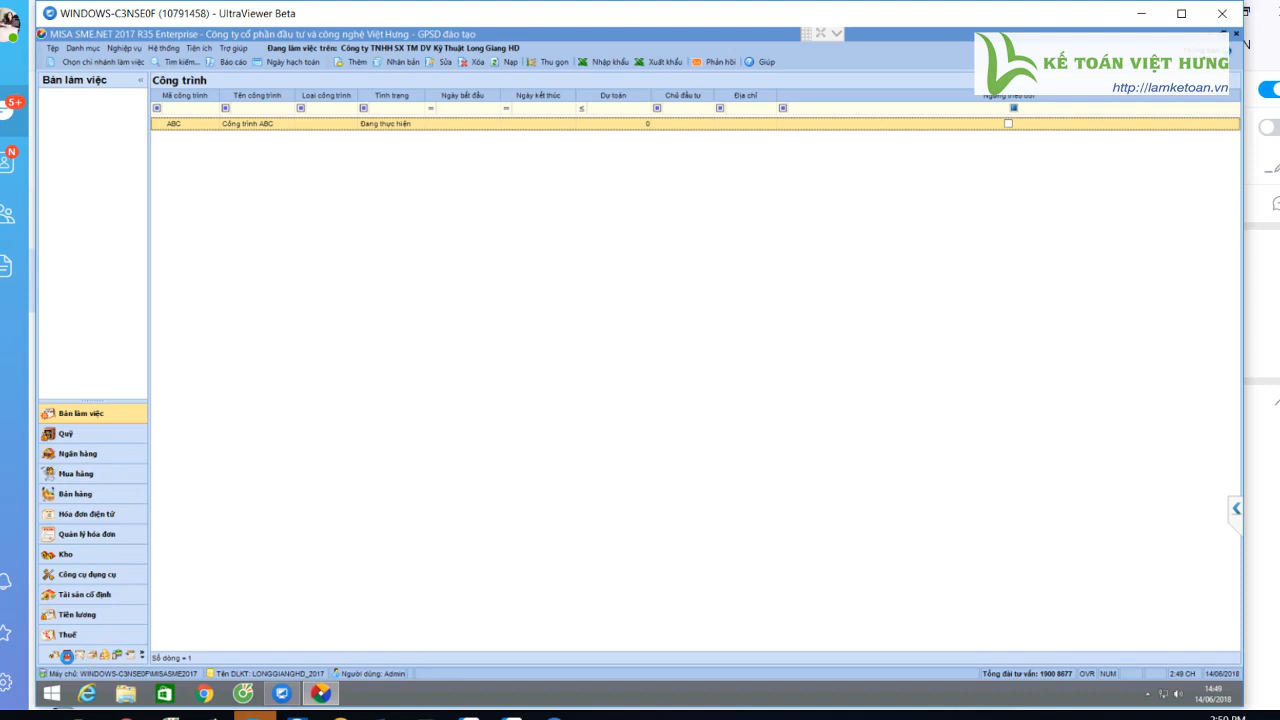 WINDOWS-C3NSE0F (10791458) - UltraViewer Beta
MISA SME.NET 2017 R35 Enterprise - Công ty cổ phần đầu tư và công nghệ Việt Hưng - GPSD đào tạo
Tệp Danh mục Nghiệp vụ Hệ thống Tiện ích Trợ giúp Đang làm việc trên: Công ty TNHH SX TM DV Kỹ Thuật Long Giang HD
Chọn chi nhánh làm việc Tìm kiếm... Báo cáo Ngày hạch toán Thêm Nhân bản Sửa Xóa Nạp Thu gọn Nhập khẩu Xuất khẩu Phản hồi Giúp
KẾ TOÁN VIỆT HƯNG
http://lamketoan.vn
5+
N
Bàn làm việc
Công trình
Mã công trình Tên công trình Loại công trình Tình trạng Ngày bắt đầu Ngày kết thúc Dự toán Chủ đầu tư Địa chỉ
= = ≤
ABC Công trình ABC Đang thực hiện 0
Bàn làm việc
Quỹ
Ngân hàng
Mua hàng
Bán hàng
Hóa đơn điện tử
Quản lý hóa đơn
Kho
Công cụ dụng cụ
Tài sản cố định
Tiền lương
Thuế
Số dòng = 1
Máy chủ: WINDOWS-C3NSE0F\MISASME2017 Tên DLKT: LONGGIANGHD_2017 Người dùng: Admin Tổng đài tư vấn: 1900 8677 OVR NUM 2:49 CH 14/06/2018
14:49
14/06/2018
2:50 PM